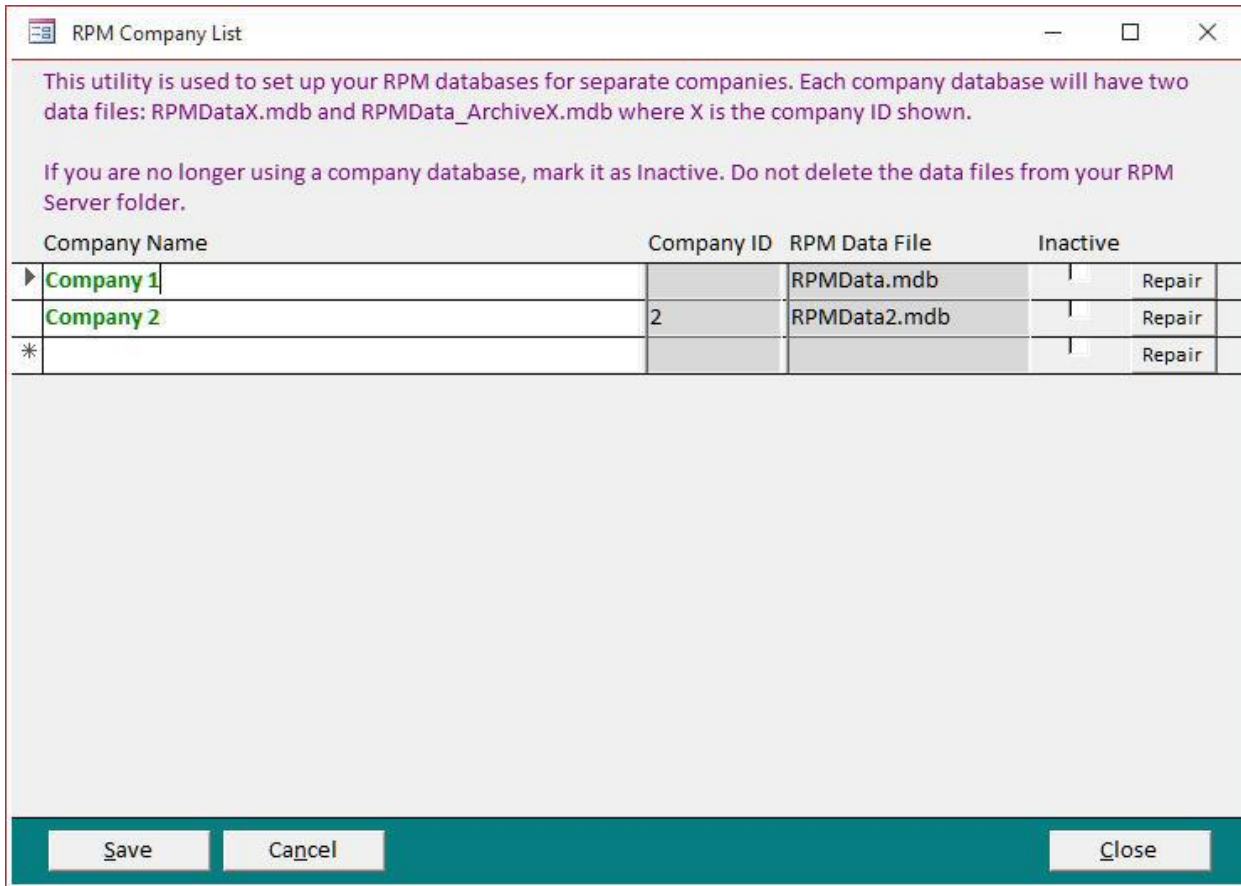 RPM Company List
This utility is used to set up your RPM databases for separate companies. Each company database will have two
data files: RPMDataX.mdb and RPMData_ArchiveX.mdb where X is the company ID shown.
If you are no longer using a company database, mark it as Inactive. Do not delete the data files from your RPM
Server folder.
Company Name Company ID RPM Data File Inactive
Company 1 RPMData.mdb Repair
Company 2 2 RPMData2.mdb Repair
* Repair
Save Cancel Close